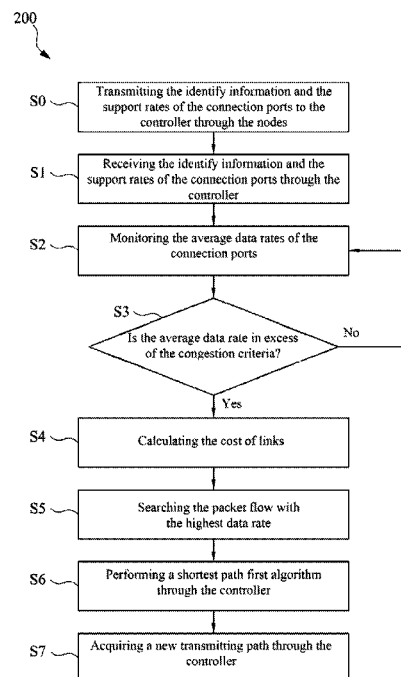 200
S0
Transmitting the identify information and the
support rates of the connection ports to the
controller through the nodes
S1
Receiving the identify information and the
support rates of the connection ports through the
controller
S2
Monitoring the average data rates of the
connection ports
S3
Is the average data rate in excess
of the congestion criteria?
No
Yes
S4
Calculating the cost of links
S5
Searching the packet flow with
the highest data rate
S6
Performing a shortest path first algorithm
through the controller
S7
Acquiring a new transmitting path through the
controller